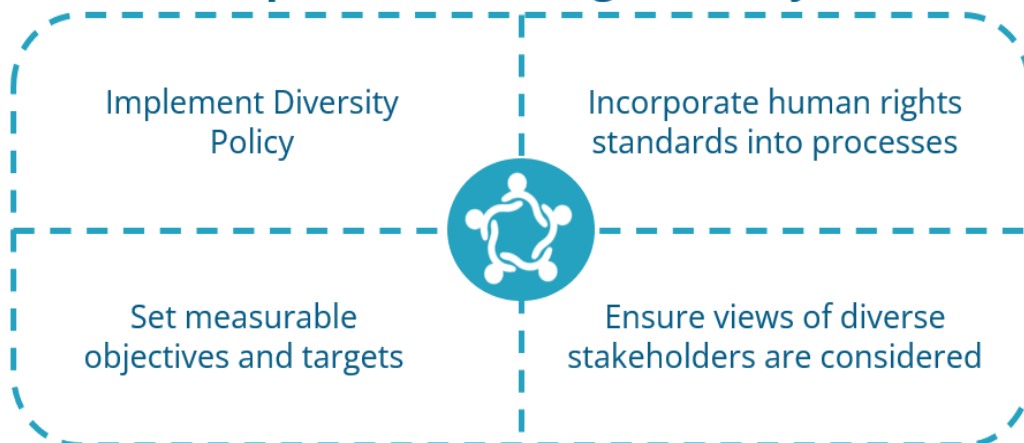 Implement Diversity
Policy
Incorporate human rights
standards into processes
Set measurable
objectives and targets
Ensure views of diverse
stakeholders are considered